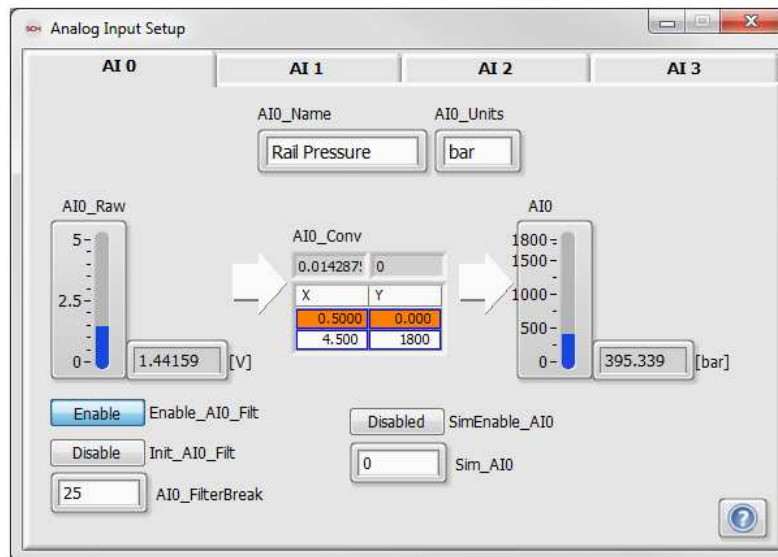 SCM Analog Input Setup
AI 0 AI 1 AI 2 AI 3
AI0_Name AI0_Units
Rail Pressure bar
AI0_Raw AI0
5 2.5 0
AI0_Conv
0.014287 0
X Y
0.5000 0.000
4.500 1800
1800 1500 1000 500 0
1.44159 [V] 395.339 [bar]
Enable Enable_AI0_Filt
Disabled SimEnable_AI0
Disable Init_AI0_Filt
0 Sim_AI0
25 AI0_FilterBreak
?